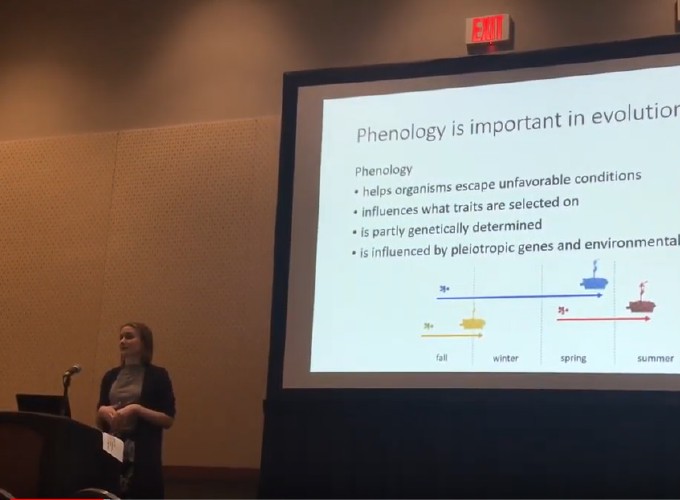 EXIT
Phenology is important in evolution
Phenology
• helps organisms escape unfavorable conditions
• influences what traits are selected on
• is partly genetically determined
• is influenced by pleiotropic genes and environmental
fall winter spring summer